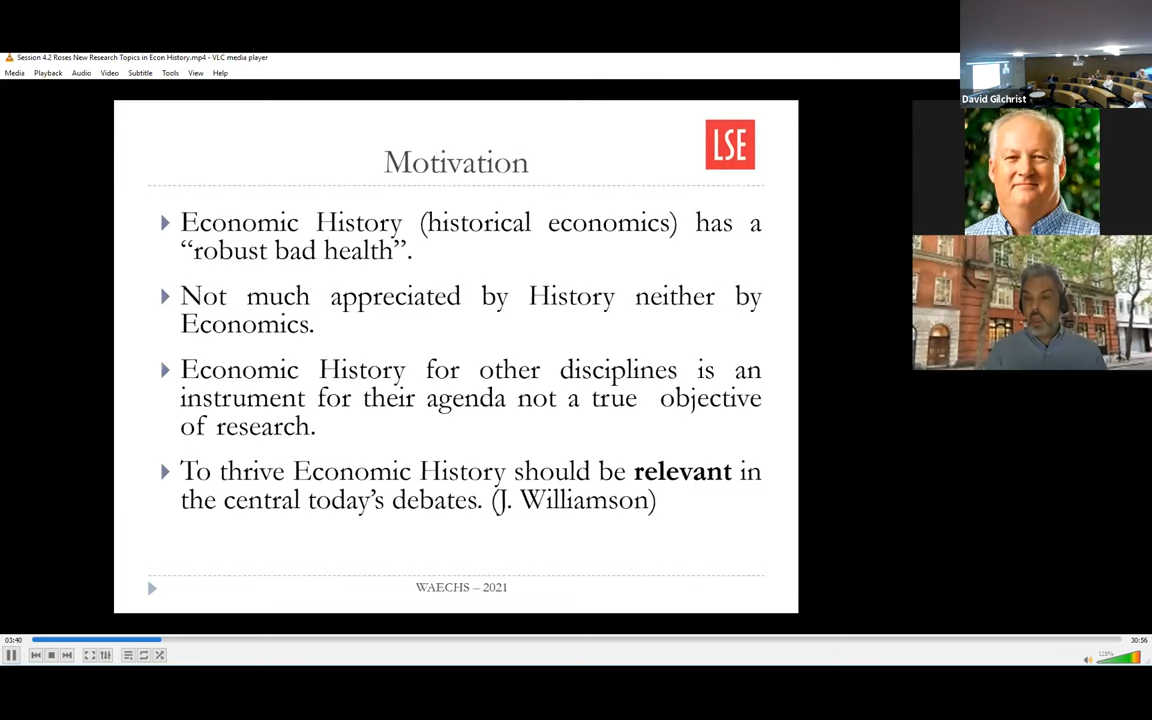 Session 4.2 Roses New Research Topics in Econ History.mp4 - VLC media player
Media Playback Audio Video Subtitle Tools View Help
David Gilchrist
LSE
Motivation
Economic History (historical economics) has a
“robust bad health”.
Not much appreciated by History neither by
Economics.
Economic History for other disciplines is an
instrument for their agenda not a true objective
of research.
To thrive Economic History should be relevant in
the central today’s debates. (J. Williamson)
WAECHS – 2021
03:40
30:56
125%